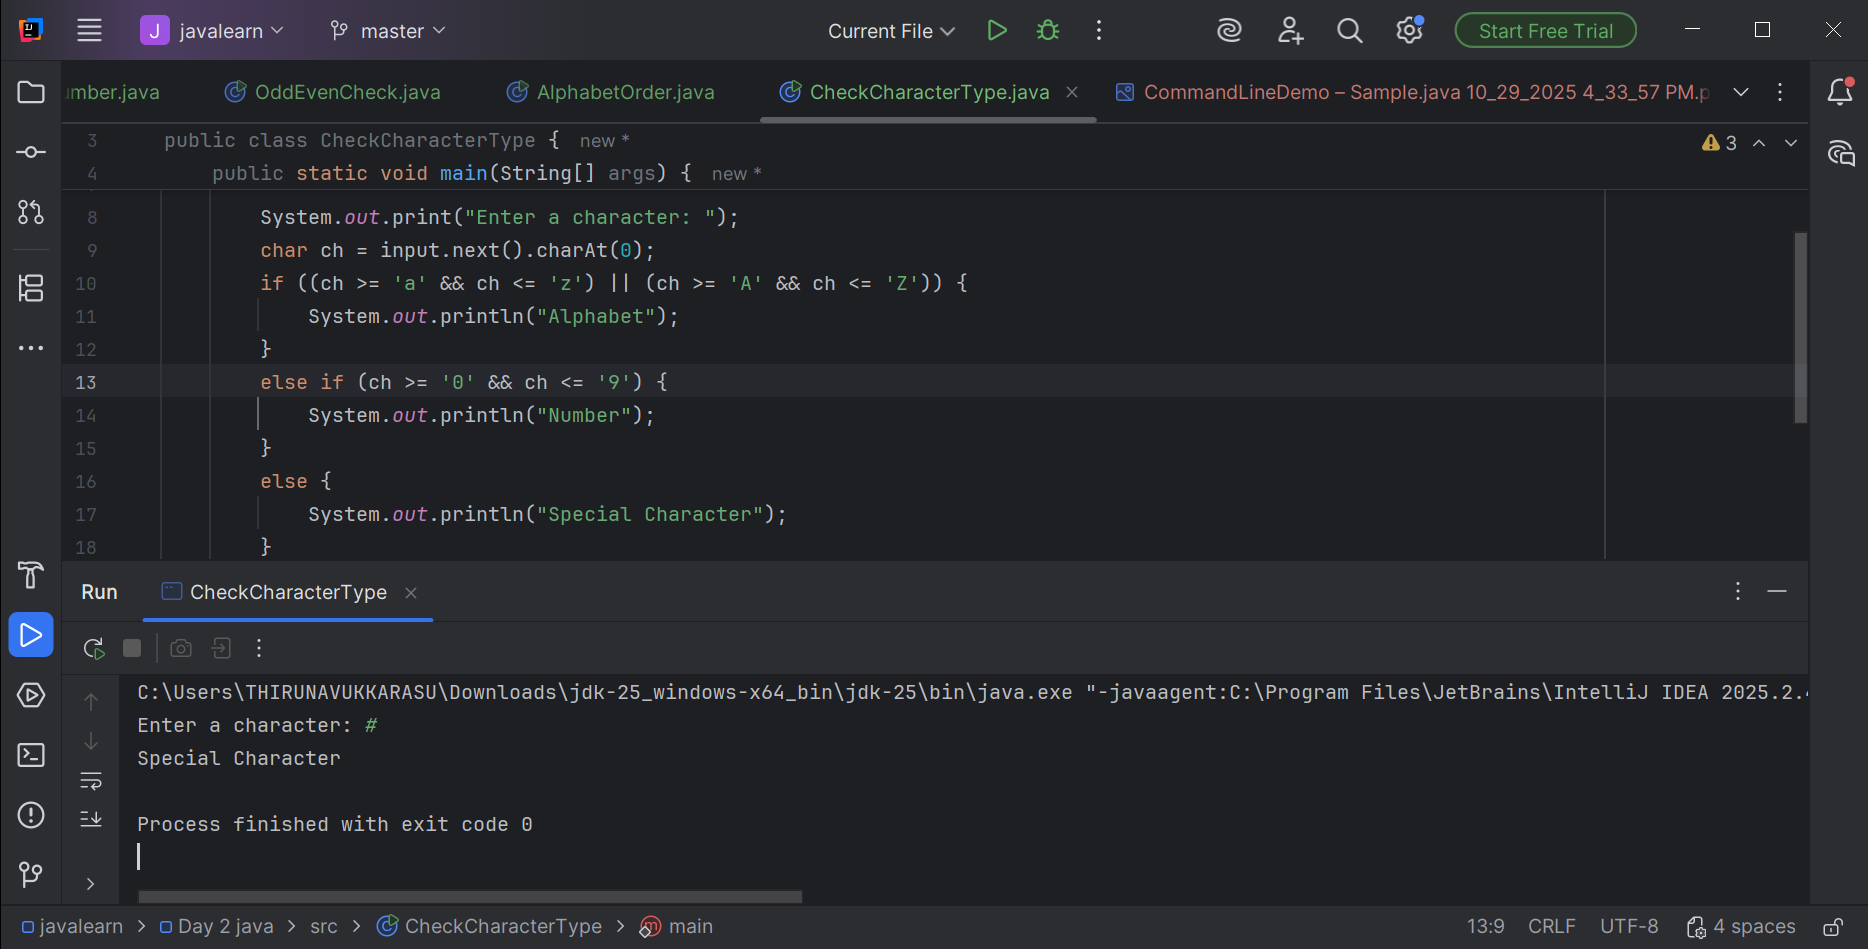 J javalearn master Current File Start Free Trial
mber.java OddEvenCheck.java AlphabetOrder.java CheckCharacterType.java CommandLineDemo – Sample.java 10_29_2025 4_33_57 PM.p
3 public class CheckCharacterType { new *
3
4 public static void main(String[] args) { new *
8 System.out.print("Enter a character: ");
9 char ch = input.next().charAt(0);
10 if ((ch >= 'a' && ch <= 'z') || (ch >= 'A' && ch <= 'Z')) {
11 System.out.println("Alphabet");
12 }
13 else if (ch >= '0' && ch <= '9') {
14 System.out.println("Number");
15 }
16 else {
17 System.out.println("Special Character");
18 }
Run CheckCharacterType
C:\Users\THIRUNAVUKKARASU\Downloads\jdk-25_windows-x64_bin\jdk-25\bin\java.exe "-javaagent:C:\Program Files\JetBrains\IntelliJ IDEA 2025.2.
Enter a character: #
Special Character
Process finished with exit code 0
javalearn > Day 2 java > src > CheckCharacterType > main 13:9 CRLF UTF-8 4 spaces